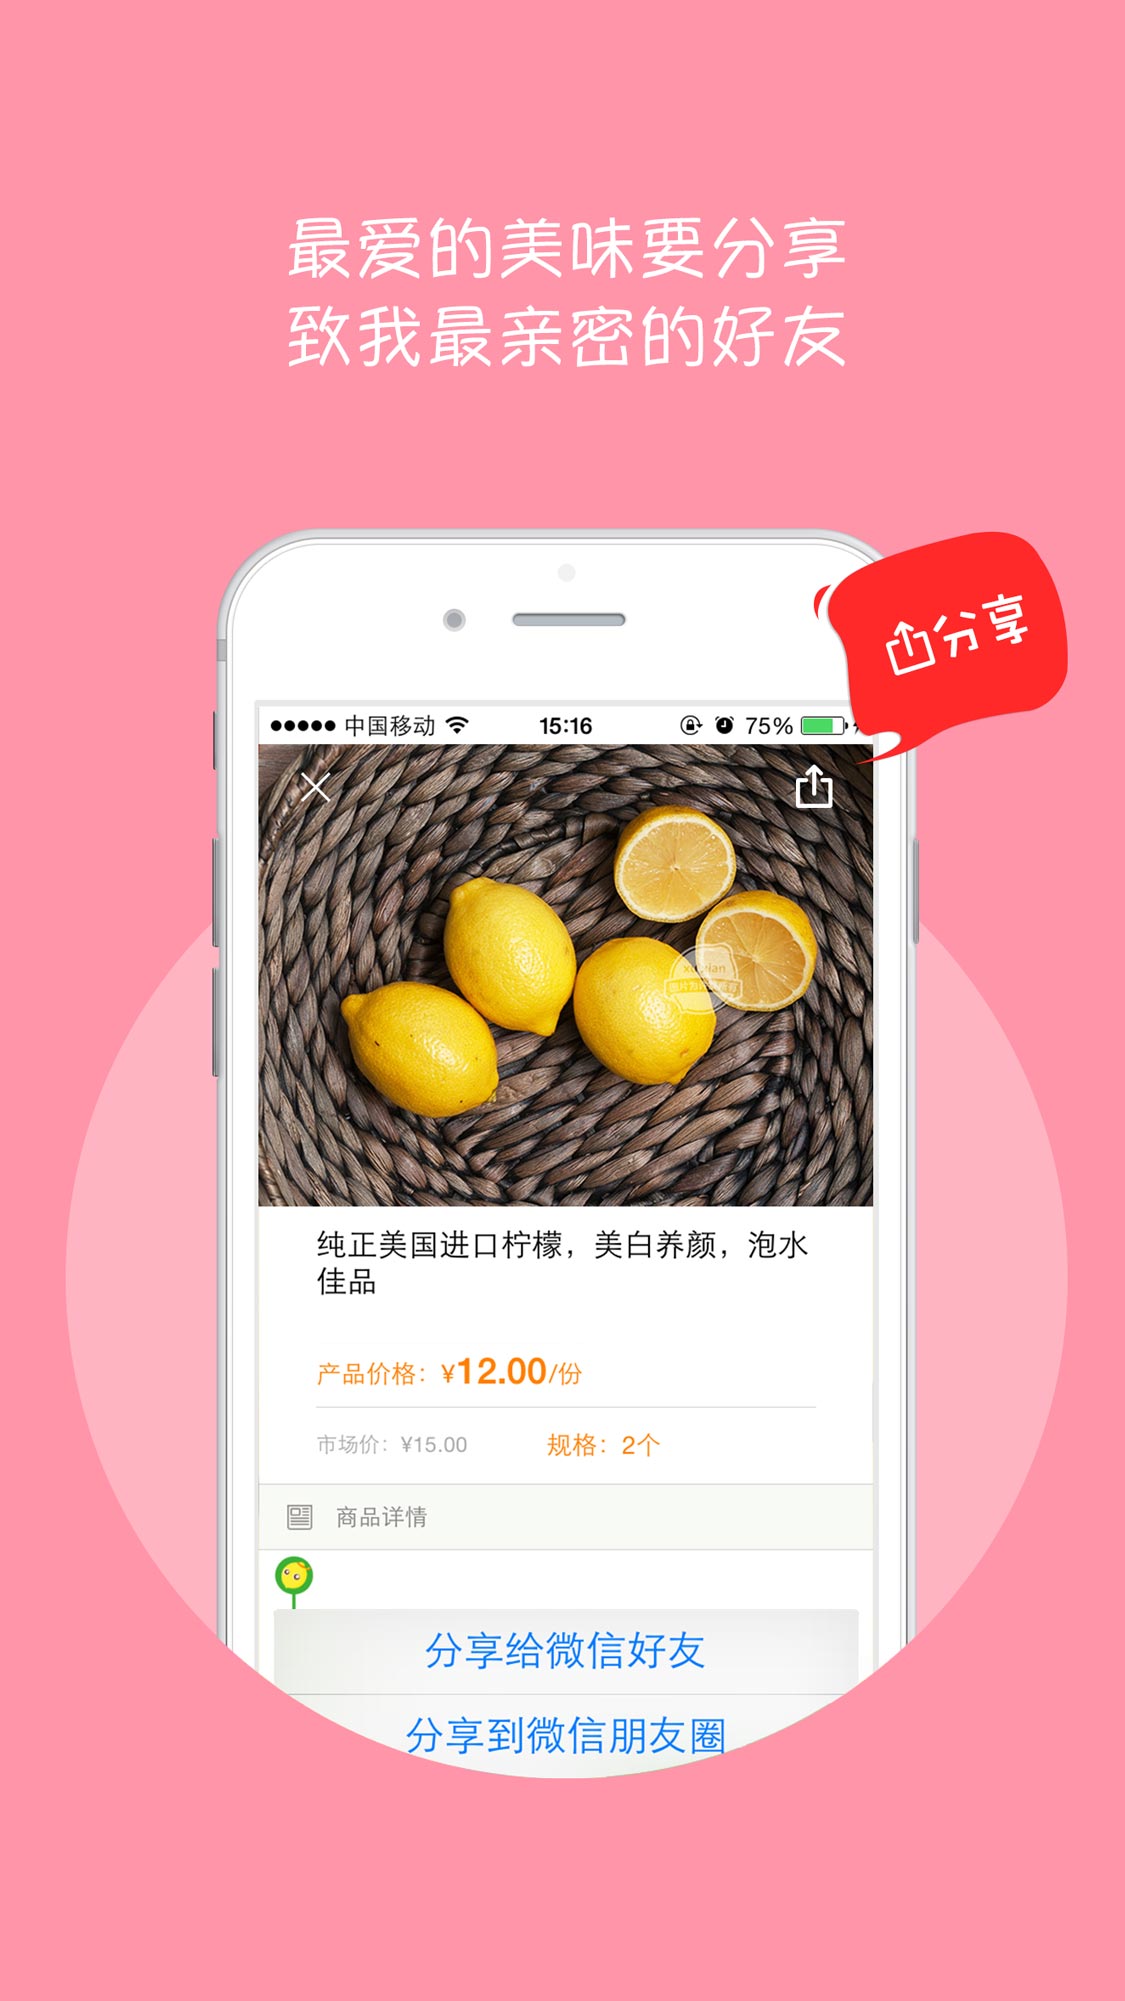 最爱的美味要分享
致我最亲密的好友
分享
中国移动 15:16 75%
纯正美国进口柠檬，美白养颜，泡水
佳品
产品价格：¥12.00/份
市场价：¥15.00 规格：2个
商品详情
分享给微信好友
分享到微信朋友圈